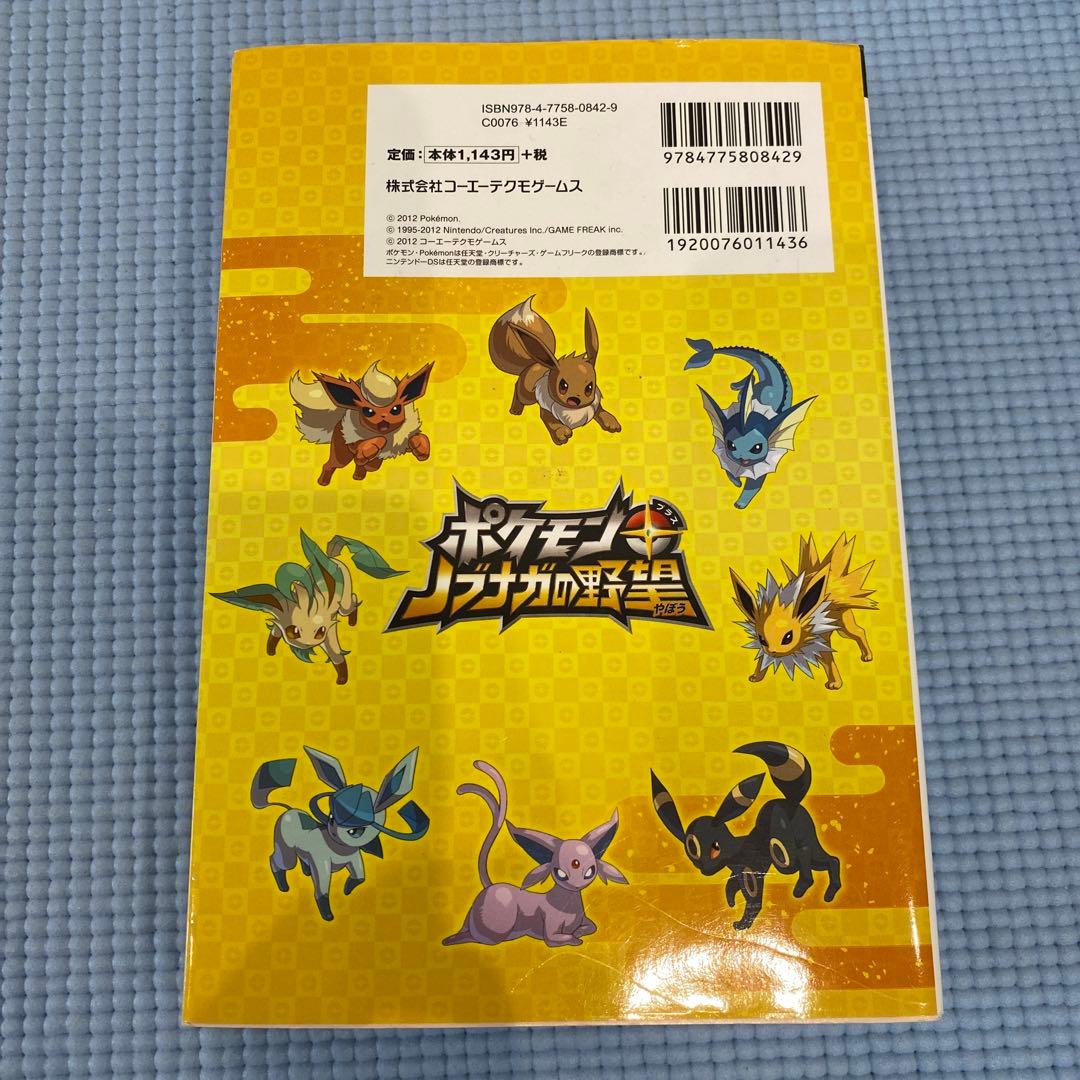 ISBN978-4-7758-0842-9
C0076 ¥1143E
定価：本体1,143円+税
株式会社コーエーテクモゲームス
© 2012 Pokémon.
© 1995-2012 Nintendo/Creatures Inc./GAME FREAK inc.
© 2012 コーエーテクモゲームス
ポケモン・Pokémonは任天堂・クリーチャーズ・ゲームフリークの登録商標です。
ニンテンドーDSは任天堂の登録商標です。
9784775808429
1920076011436
ポケモン+
プラス
ノブナガの野望
やぼう